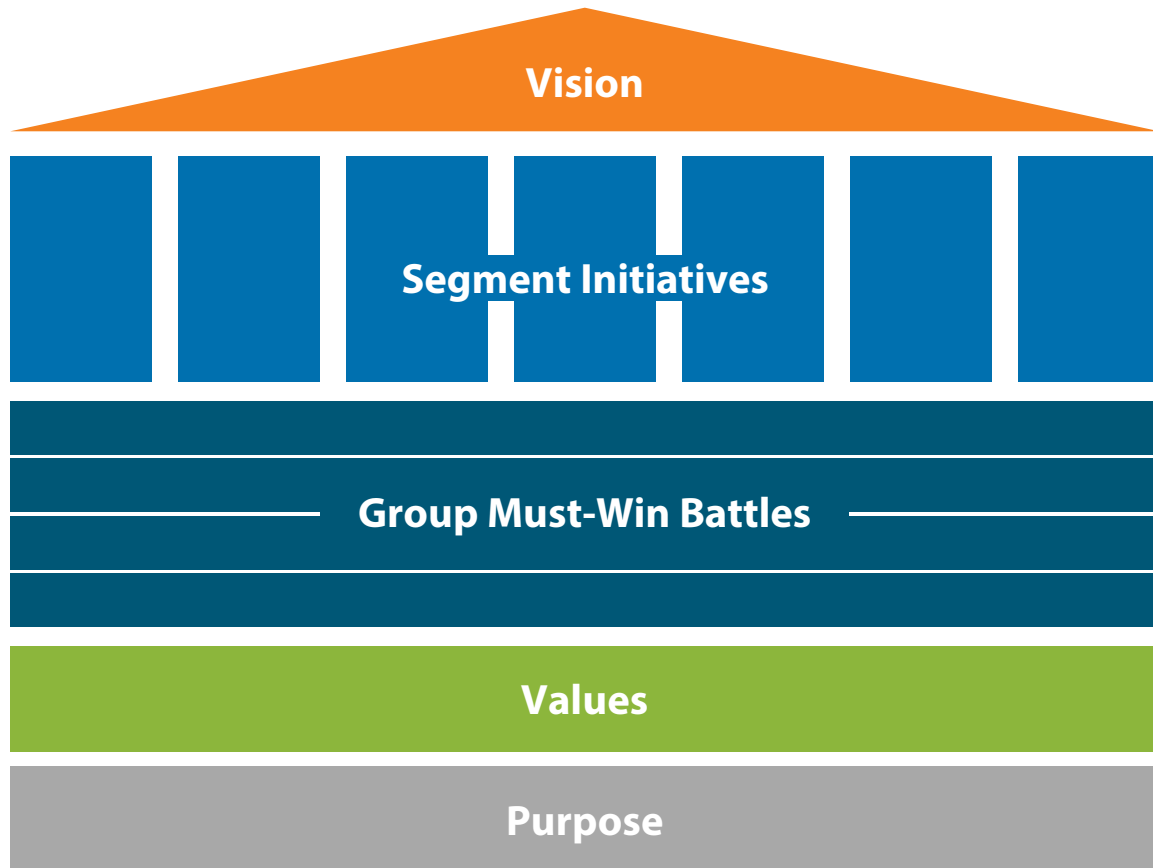 Vision
Segment Initiatives
Group Must-Win Battles
Values
Purpose